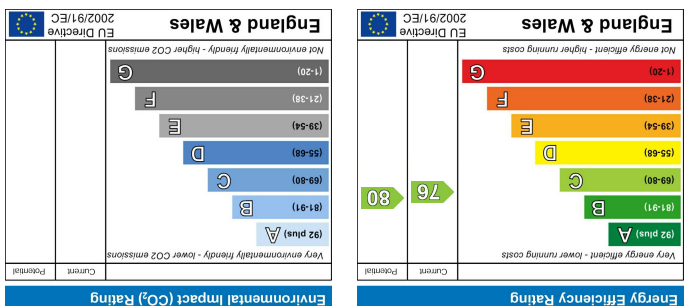 Energy Efficiency Rating
Current Potential
Very energy efficient - lower running costs
(92 plus) A
(81-91) B
(69-80) C
(55-68) D
(39-54) E
(21-38) F
(1-20) G
Not energy efficient - higher running costs
76
80
England & Wales
EU Directive
2002/91/EC
Environmental Impact (CO₂) Rating
Current Potential
Very environmentally friendly - lower CO2 emissions
(92 plus) A
(81-91) B
(69-80) C
(55-68) D
(39-54) E
(21-38) F
(1-20) G
Not environmentally friendly - higher CO2 emissions
England & Wales
EU Directive
2002/91/EC